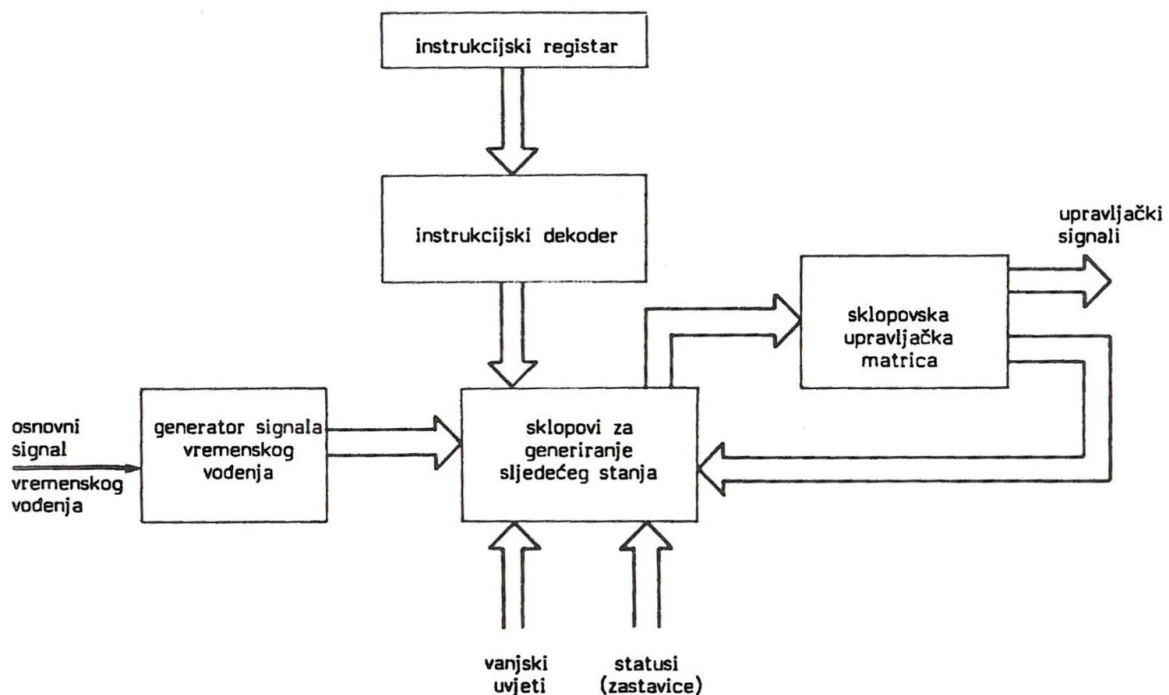 instrukcijski registar
instrukcijski dekoder
upravljački
signali
sklopovska
upravljačka
matrica
osnovni
signal
vremenskog
vođenja
generator signala
vremenskog
vođenja
sklopovi za
generiranje
sljedećeg stanja
vanjski
uvjeti
statusi
(zastavice)